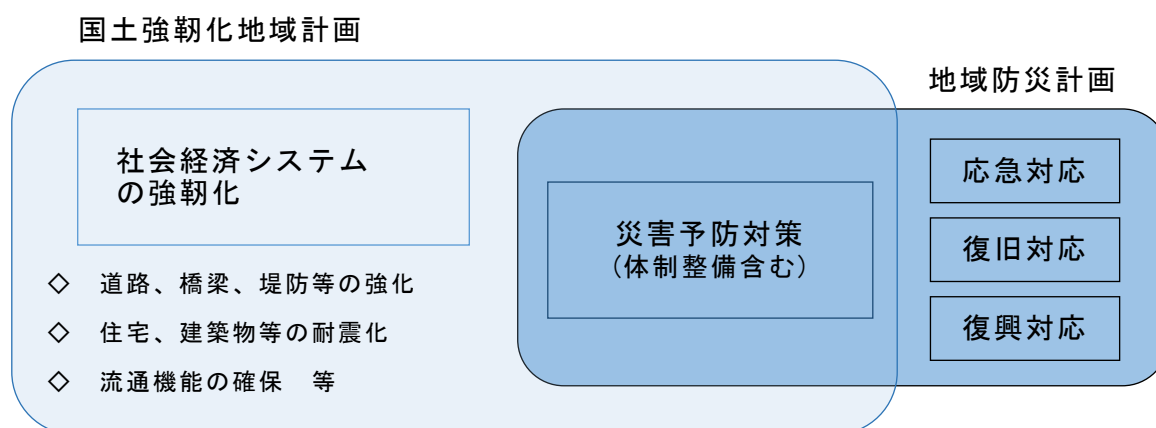 国土強靭化地域計画
地域防災計画
社会経済システム
の強靭化
◇ 道路、橋梁、堤防等の強化
◇ 住宅、建築物等の耐震化
◇ 流通機能の確保　等
災害予防対策
(体制整備含む)
応急対応
復旧対応
復興対応